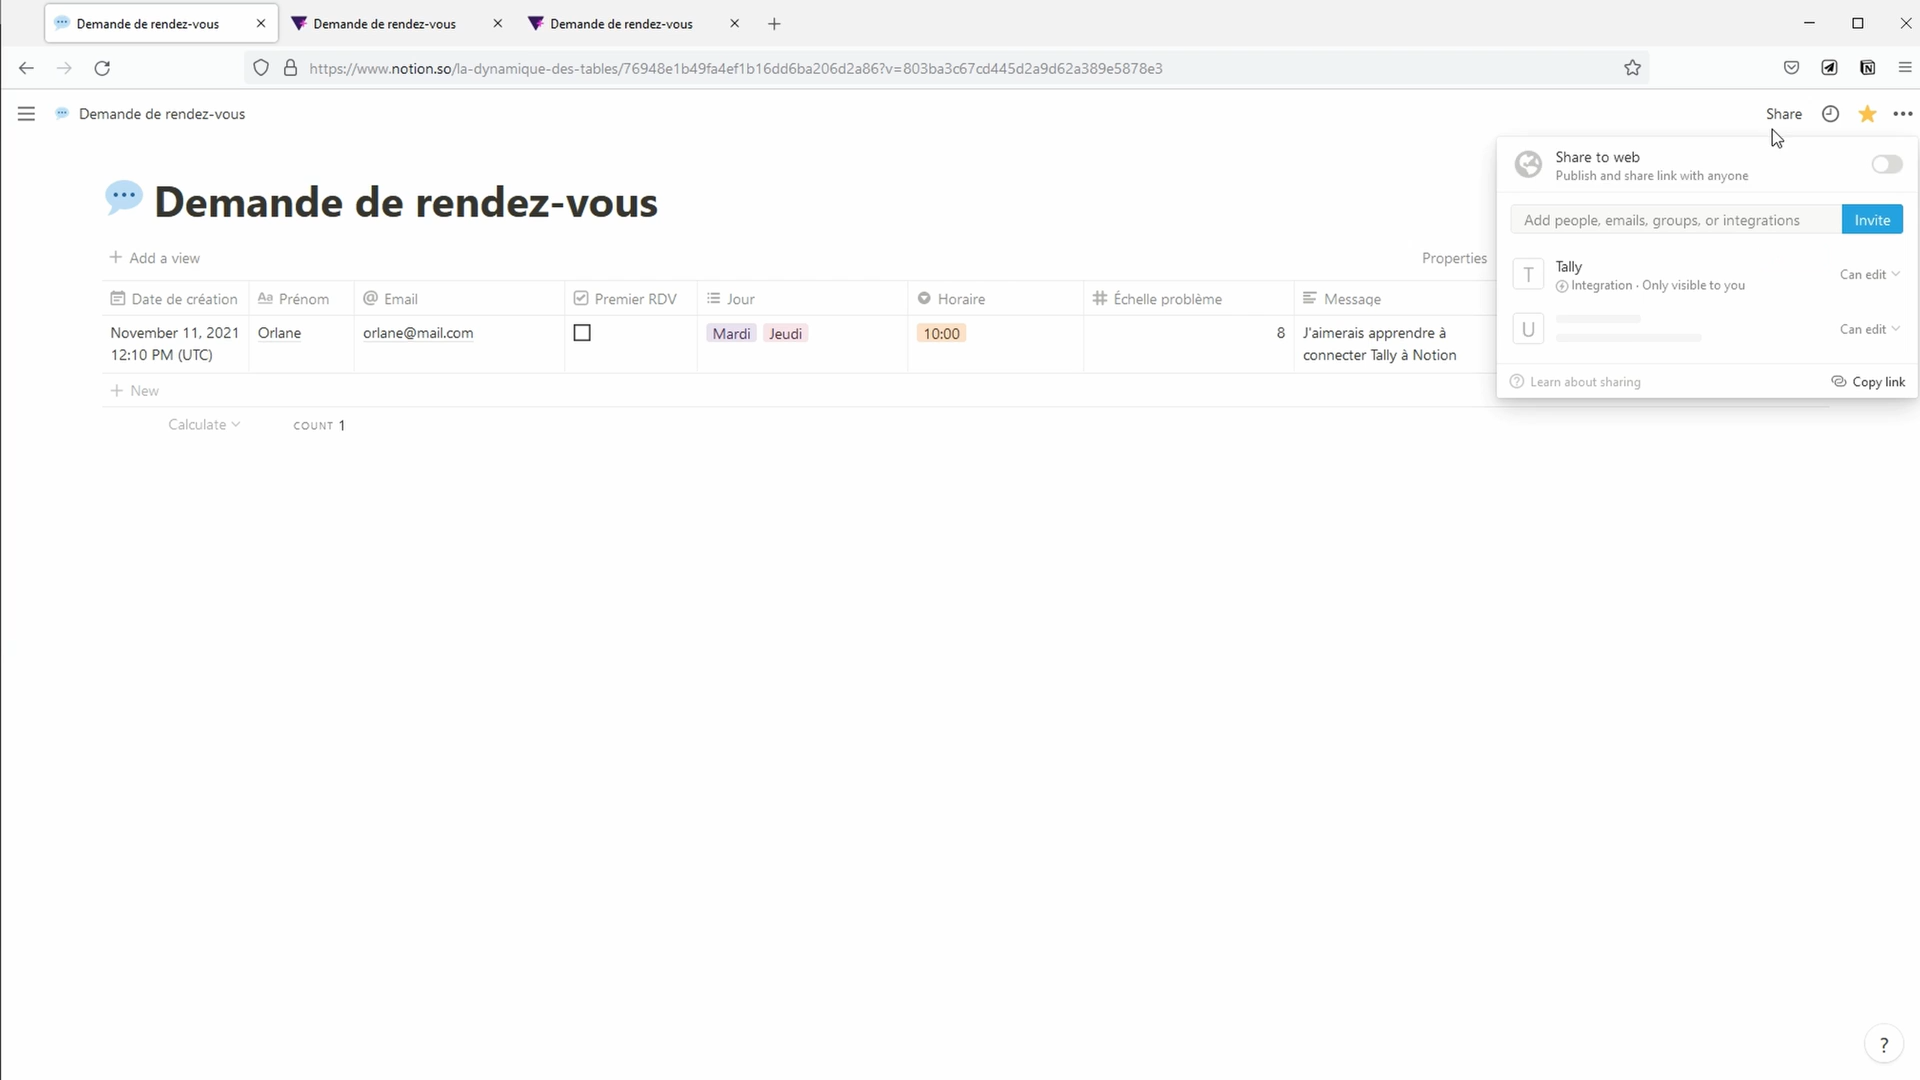 Demande de rendez-vous
Demande de rendez-vous
Demande de rendez-vous
https://www.notion.so/la-dynamique-des-tables/76948e1b49fa4ef1b16dd6ba206d2a86?v=803ba3c67cd445d2a9d62a389e5878e3
Demande de rendez-vous
Share
Share to web
Publish and share link with anyone
Demande de rendez-vous
Add people, emails, groups, or integrations
Invite
Add a view
Properties
Tally
Integration · Only visible to you
Can edit
Date de création
Aa Prénom
@ Email
Premier RDV
Jour
Horaire
Échelle problème
Message
U
Can edit
T
November 11, 2021
12:10 PM (UTC)
Orlane
orlane@mail.com
Mardi
Jeudi
10:00
8
J'aimerais apprendre à
connecter Tally à Notion
Learn about sharing
Copy link
+ New
Calculate
COUNT 1
?